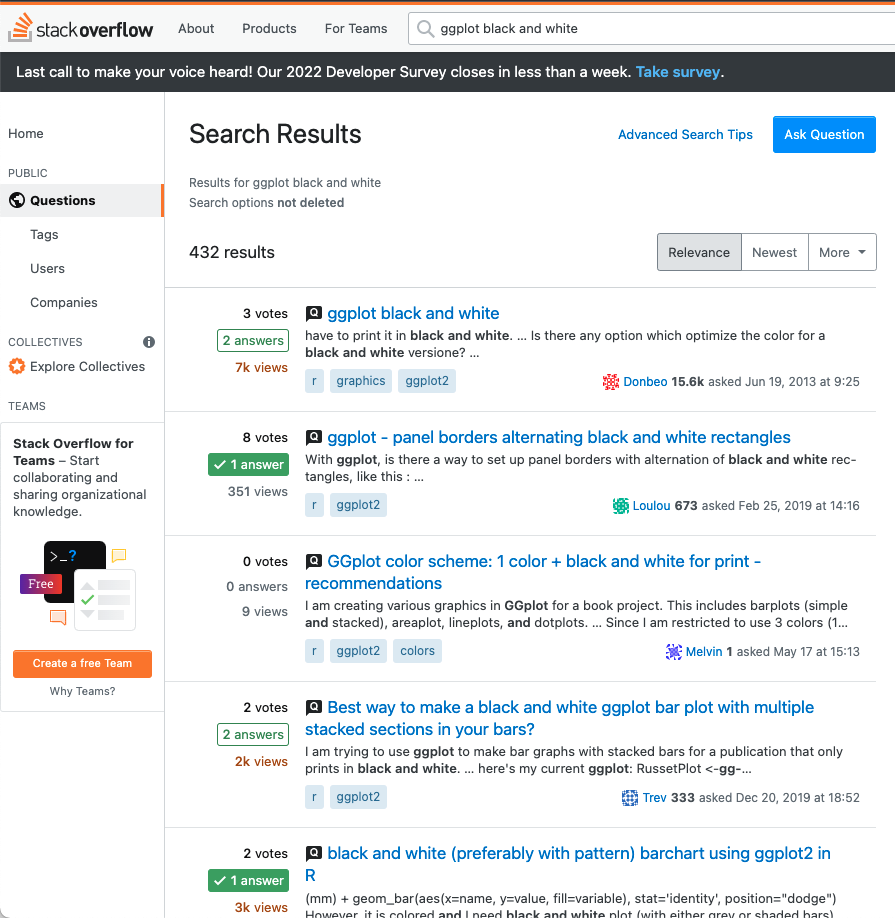 stackoverflow About Products For Teams ggplot black and white
Last call to make your voice heard! Our 2022 Developer Survey closes in less than a week. Take survey.
Home
PUBLIC
Questions
Tags
Users
Companies
COLLECTIVES
Explore Collectives
TEAMS
Stack Overflow for
Teams – Start
collaborating and
sharing organizational
knowledge.
>_?
Free
Create a free Team
Why Teams?
Search Results
Advanced Search Tips
Ask Question
Results for ggplot black and white
Search options not deleted
432 results
Relevance Newest More
3 votes
2 answers
7k views
ggplot black and white
have to print it in black and white. … Is there any option which optimize the color for a
black and white versione? …
r graphics ggplot2
Donbeo 15.6k asked Jun 19, 2013 at 9:25
8 votes
1 answer
351 views
ggplot - panel borders alternating black and white rectangles
With ggplot, is there a way to set up panel borders with alternation of black and white rec-
tangles, like this : …
r ggplot2
Loulou 673 asked Feb 25, 2019 at 14:16
0 votes
0 answers
9 views
GGplot color scheme: 1 color + black and white for print -
recommendations
I am creating various graphics in GGplot for a book project. This includes barplots (simple
and stacked), areaplot, lineplots, and dotplots. … Since I am restricted to use 3 colors (1…
r ggplot2 colors
Melvin 1 asked May 17 at 15:13
2 votes
2 answers
2k views
Best way to make a black and white ggplot bar plot with multiple
stacked sections in your bars?
I am trying to use ggplot to make bar graphs with stacked bars for a publication that only
prints in black and white. … here's my current ggplot: RussetPlot <-gg-…
r ggplot2
Trev 333 asked Dec 20, 2019 at 18:52
2 votes
1 answer
3k views
black and white (preferably with pattern) barchart using ggplot2 in
R
(mm) + geom_bar(aes(x=name, y=value, fill=variable), stat='identity', position="dodge")
However, it is colored and I need black and white plot (with either grey or shaded bars)